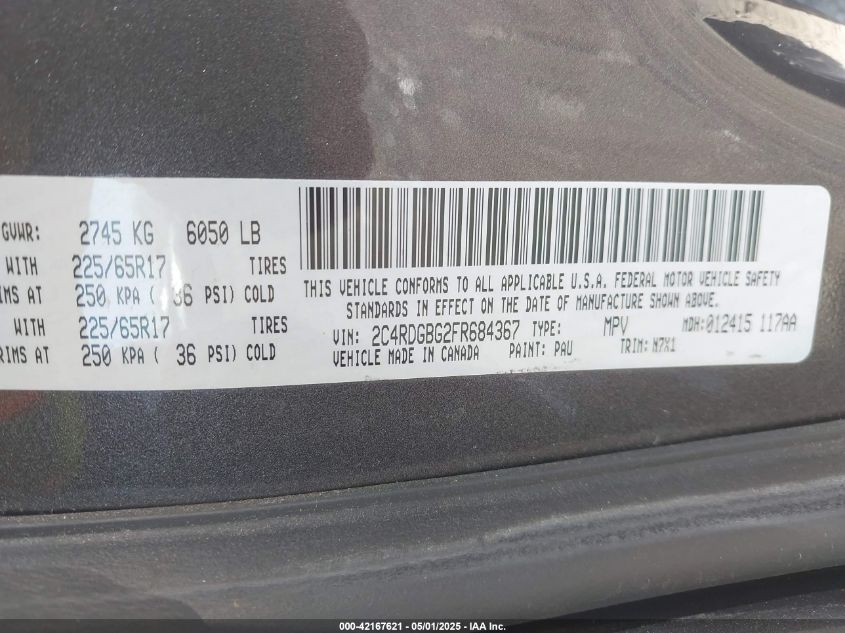 GVWR: 2745 KG 6050 LB
WITH 225/65R17 TIRES
IMS AT 250 KPA ( 36 PSI) COLD
WITH 225/65R17 TIRES
RIMS AT 250 KPA ( 36 PSI) COLD
THIS VEHICLE CONFORMS TO ALL APPLICABLE U.S.A. FEDERAL MOTOR VEHICLE SAFETY
STANDARDS IN EFFECT ON THE DATE OF MANUFACTURE SHOWN ABOVE.
VIN: 2C4RDGBG2FR684367 TYPE: MPV MDH:012415 117AA
VEHICLE MADE IN CANADA PAINT: PAU TRIM: N7X1
000-42167621 - 05/01/2025 - IAA Inc.